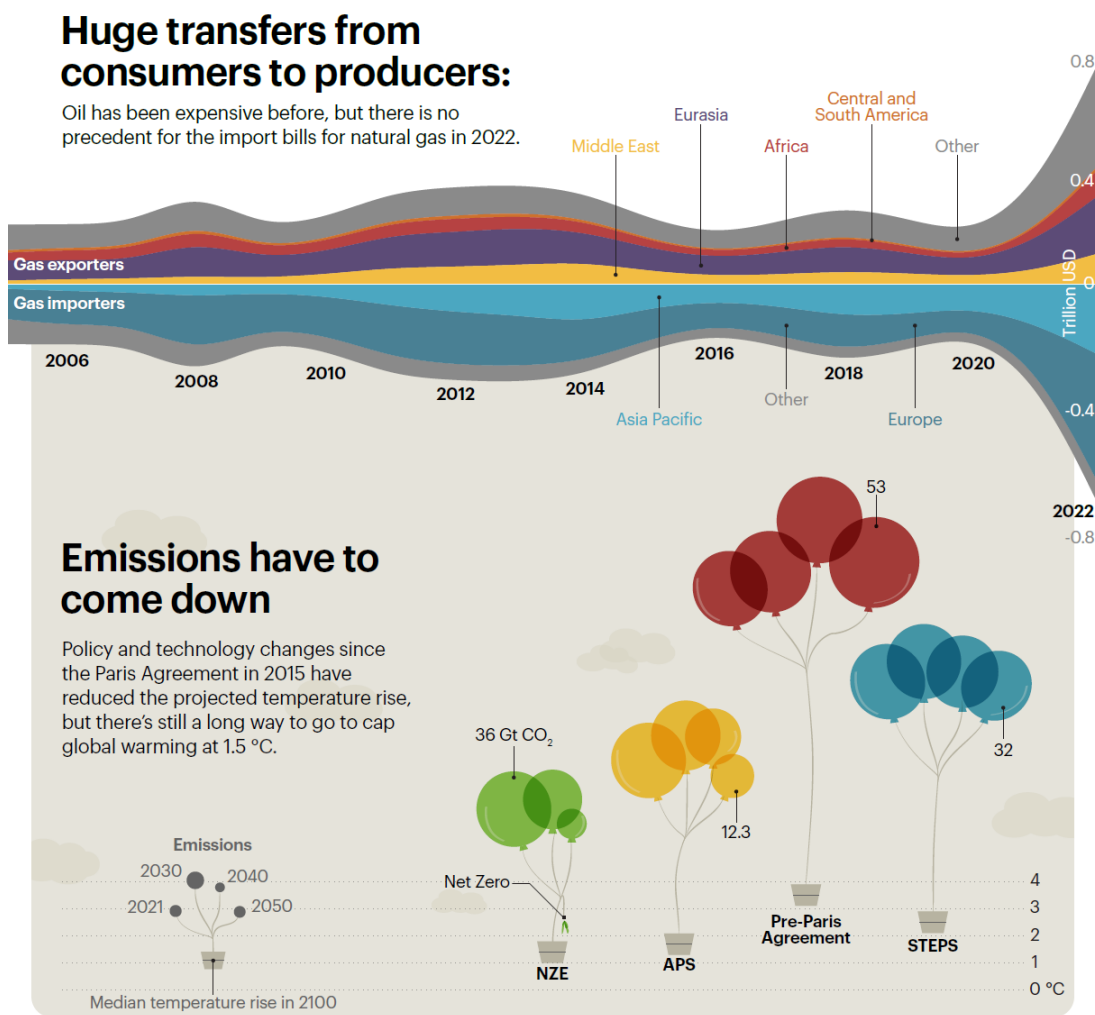 Huge transfers from
consumers to producers:
Oil has been expensive before, but there is no
precedent for the import bills for natural gas in 2022.
Middle East
Eurasia
Africa
Central and
South America
Other
0.8
0.4
0
-0.4
-0.8
Trillion USD
Gas exporters
Gas importers
2006
2008
2010
2012
2014
2016
2018
2020
2022
Asia Pacific
Other
Europe
Emissions have to
come down
Policy and technology changes since
the Paris Agreement in 2015 have
reduced the projected temperature rise,
but there's still a long way to go to cap
global warming at 1.5 °C.
36 Gt CO₂
12.3
53
32
Emissions
2030
2040
2021
2050
Median temperature rise in 2100
Net Zero
NZE
APS
Pre-Paris
Agreement
STEPS
4
3
2
1
0 °C